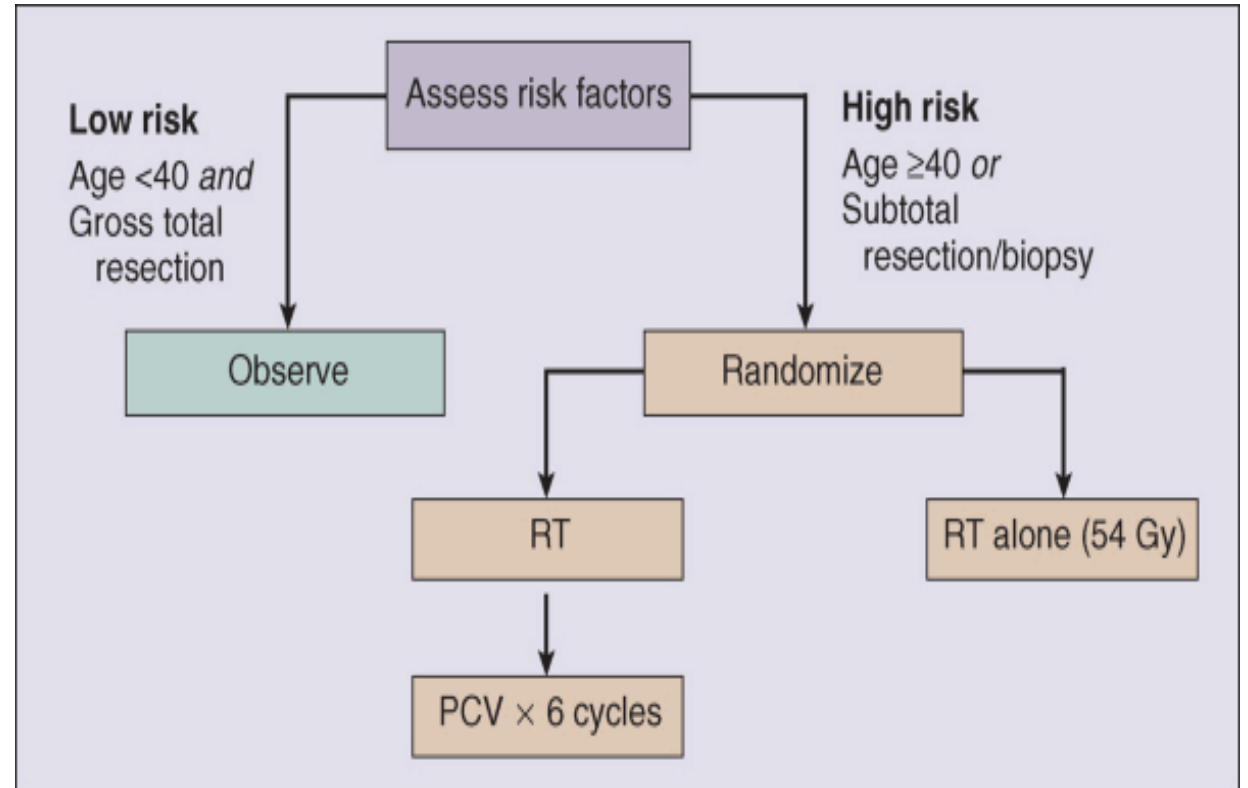 Assess risk factors
Low risk
Age <40 and
Gross total
resection
High risk
Age ≥40 or
Subtotal
resection/biopsy
Observe
Randomize
RT
RT alone (54 Gy)
PCV × 6 cycles